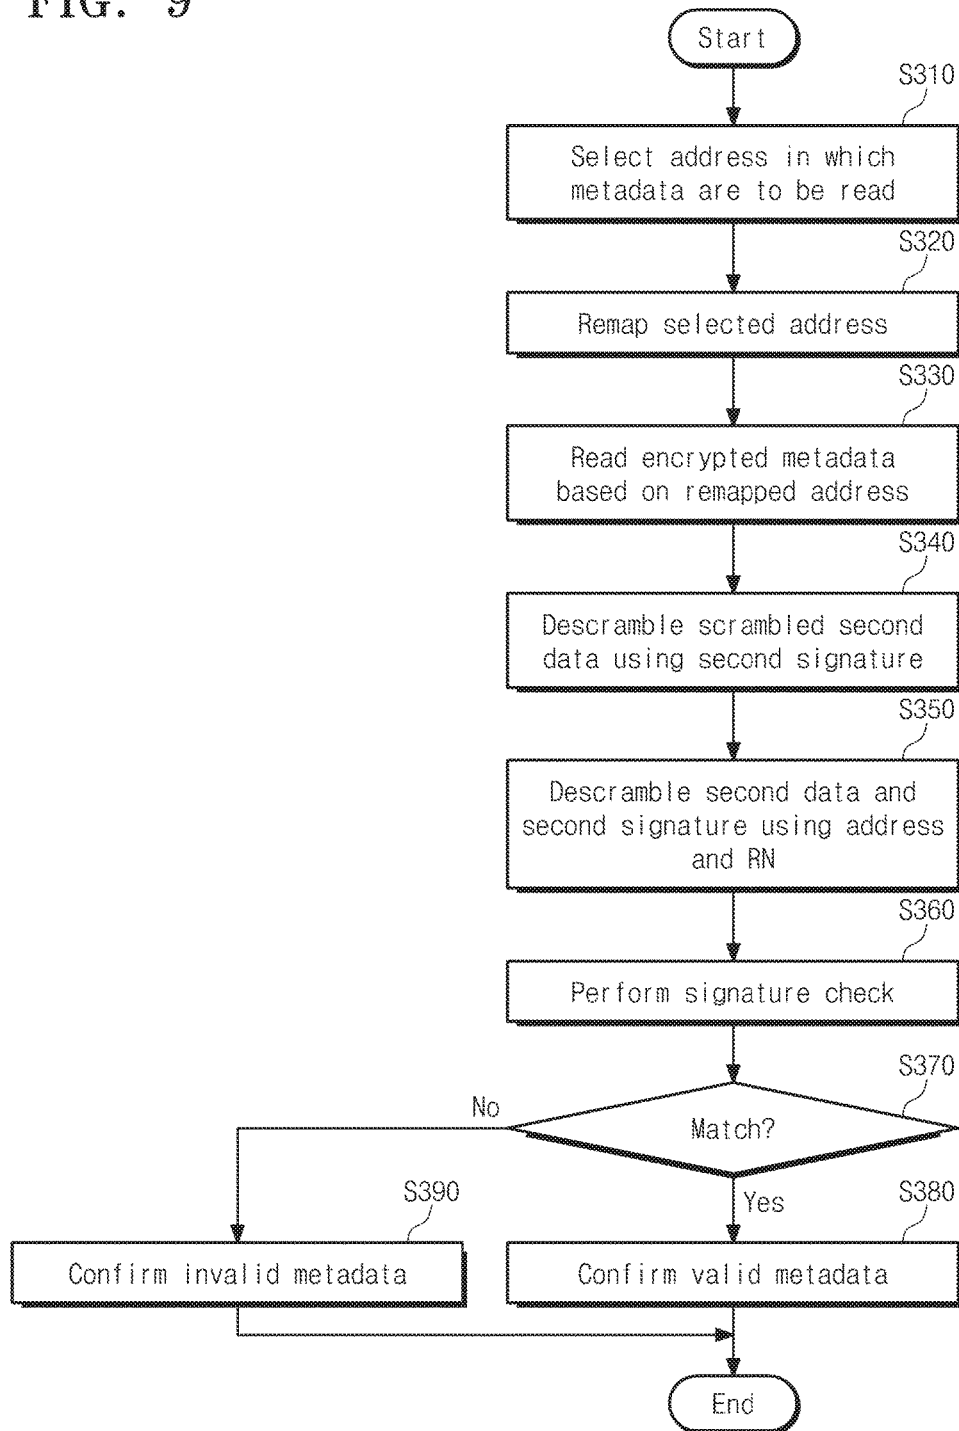 FIG. 9
Start
S310
Select address in which
metadata are to be read
S320
Remap selected address
S330
Read encrypted metadata
based on remapped address
S340
Descramble scrambled second
data using second signature
S350
Descramble second data and
second signature using address
and RN
S360
Perform signature check
S370
Match?
No
Yes
S390
S380
Confirm invalid metadata
Confirm valid metadata
End